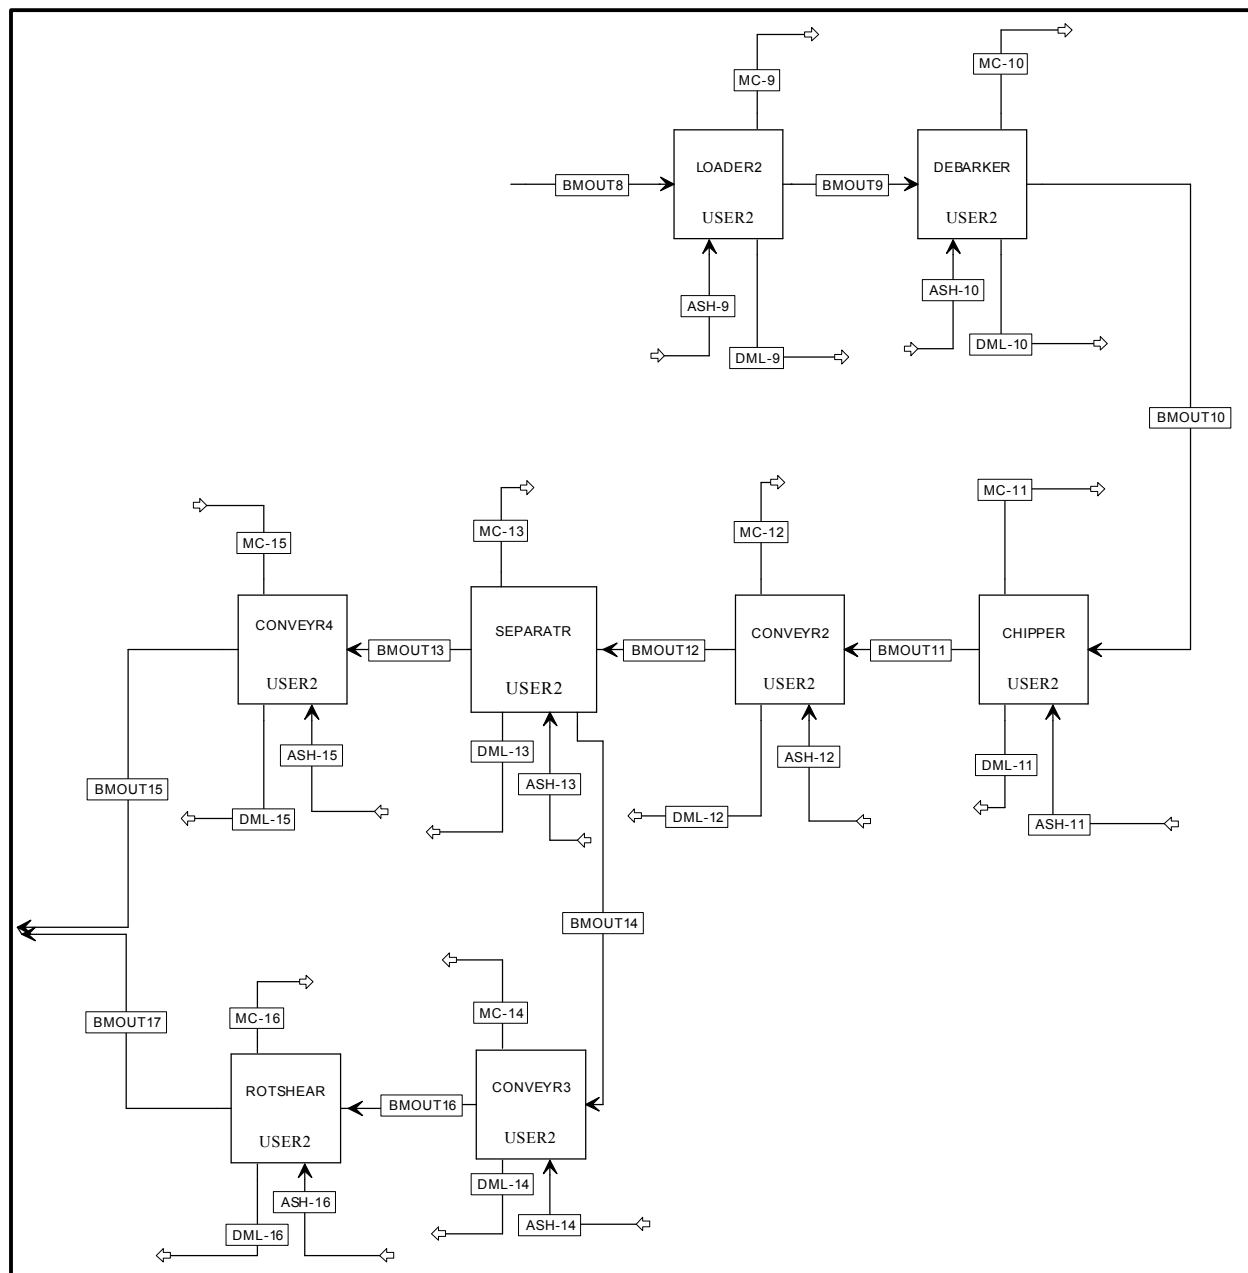 MC-9
MC-10
LOADER2
DEBARKER
BMOUT8
BMOUT9
USER2
USER2
ASH-9
ASH-10
DML-9
DML-10
BMOUT10
MC-11
MC-15
MC-13
MC-12
CONVEYR4
SEPARATR
CONVEYR2
CHIPPER
BMOUT13
BMOUT12
BMOUT11
USER2
USER2
USER2
USER2
ASH-15
DML-13
ASH-12
DML-11
BMOUT15
ASH-13
DML-15
DML-12
ASH-11
BMOUT14
MC-16
MC-14
BMOUT17
ROTSHEAR
CONVEYR3
BMOUT16
USER2
USER2
ASH-16
DML-14
DML-16
ASH-14